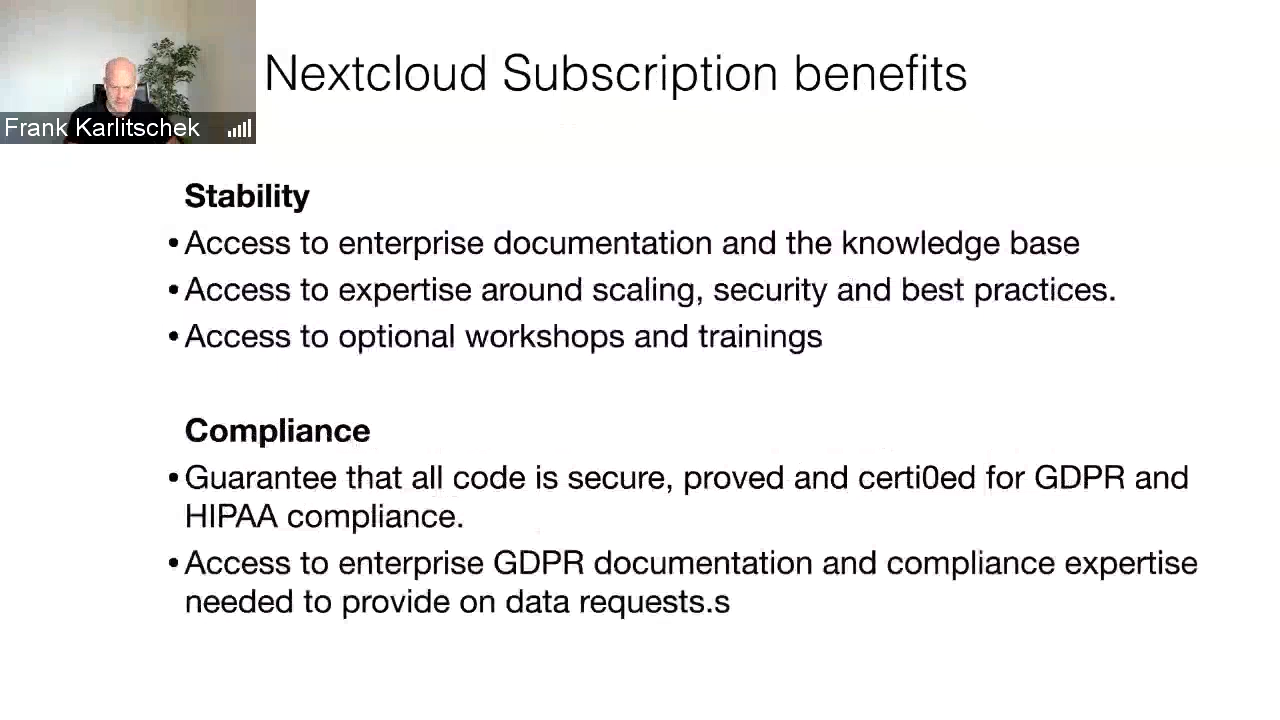 Nextcloud Subscription benefits
Frank Karlitschek
Stability
• Access to enterprise documentation and the knowledge base
• Access to expertise around scaling, security and best practices.
• Access to optional workshops and trainings
Compliance
• Guarantee that all code is secure, proved and certi0ed for GDPR and
HIPAA compliance.
• Access to enterprise GDPR documentation and compliance expertise
needed to provide on data requests.s